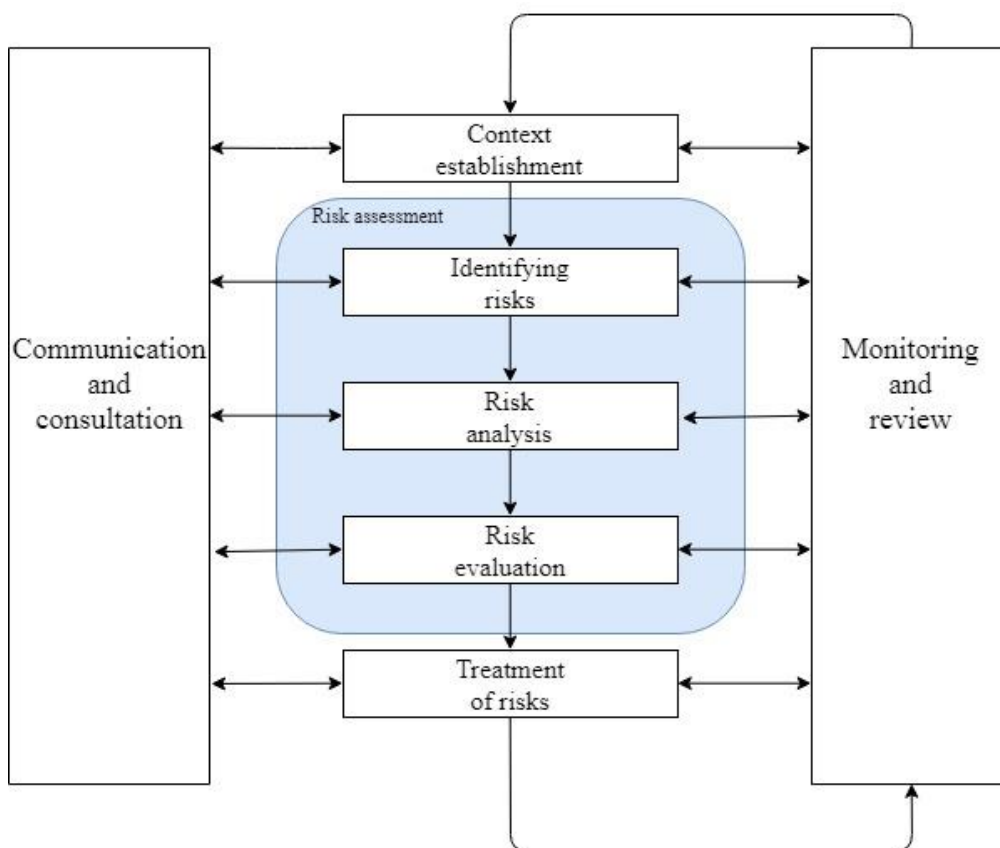 Context
establishment
Risk assessment
Identifying
risks
Communication
and
consultation
Monitoring
and
review
Risk
analysis
Risk
evaluation
Treatment
of risks